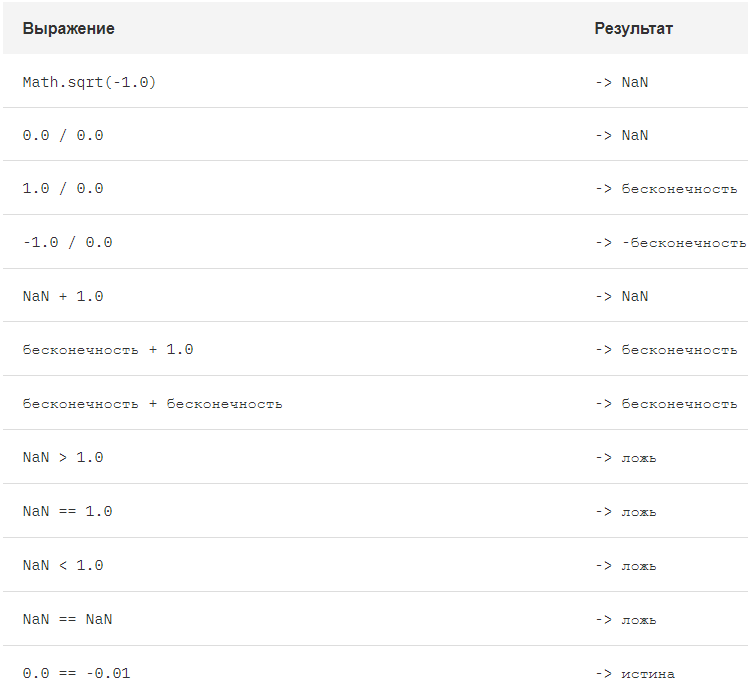 Выражение Результат
Math.sqrt(-1.0) -> NaN
0.0 / 0.0 -> NaN
1.0 / 0.0 -> бесконечность
-1.0 / 0.0 -> -бесконечность
NaN + 1.0 -> NaN
бесконечность + 1.0 -> бесконечность
бесконечность + бесконечность -> бесконечность
NaN > 1.0 -> ложь
NaN == 1.0 -> ложь
NaN < 1.0 -> ложь
NaN == NaN -> ложь
0.0 == -0.01 -> истина